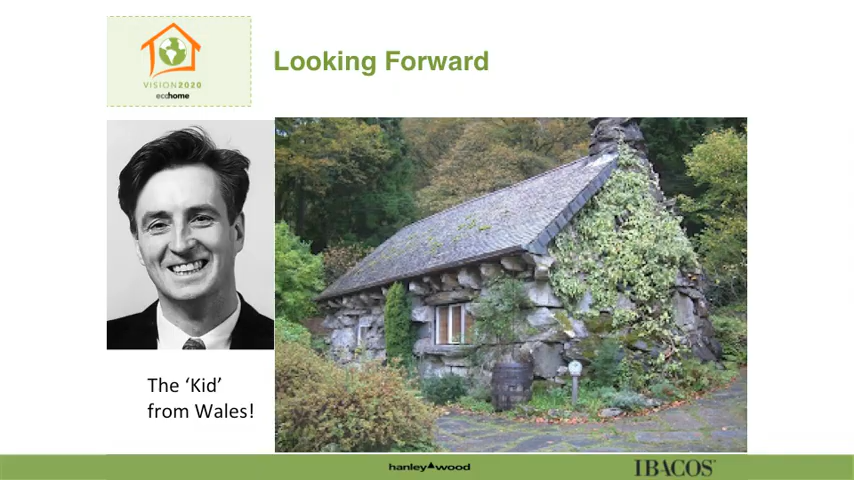 VISION2020
ecohome
Looking Forward
The ‘Kid’
from Wales!
hanley wood
IBACOS